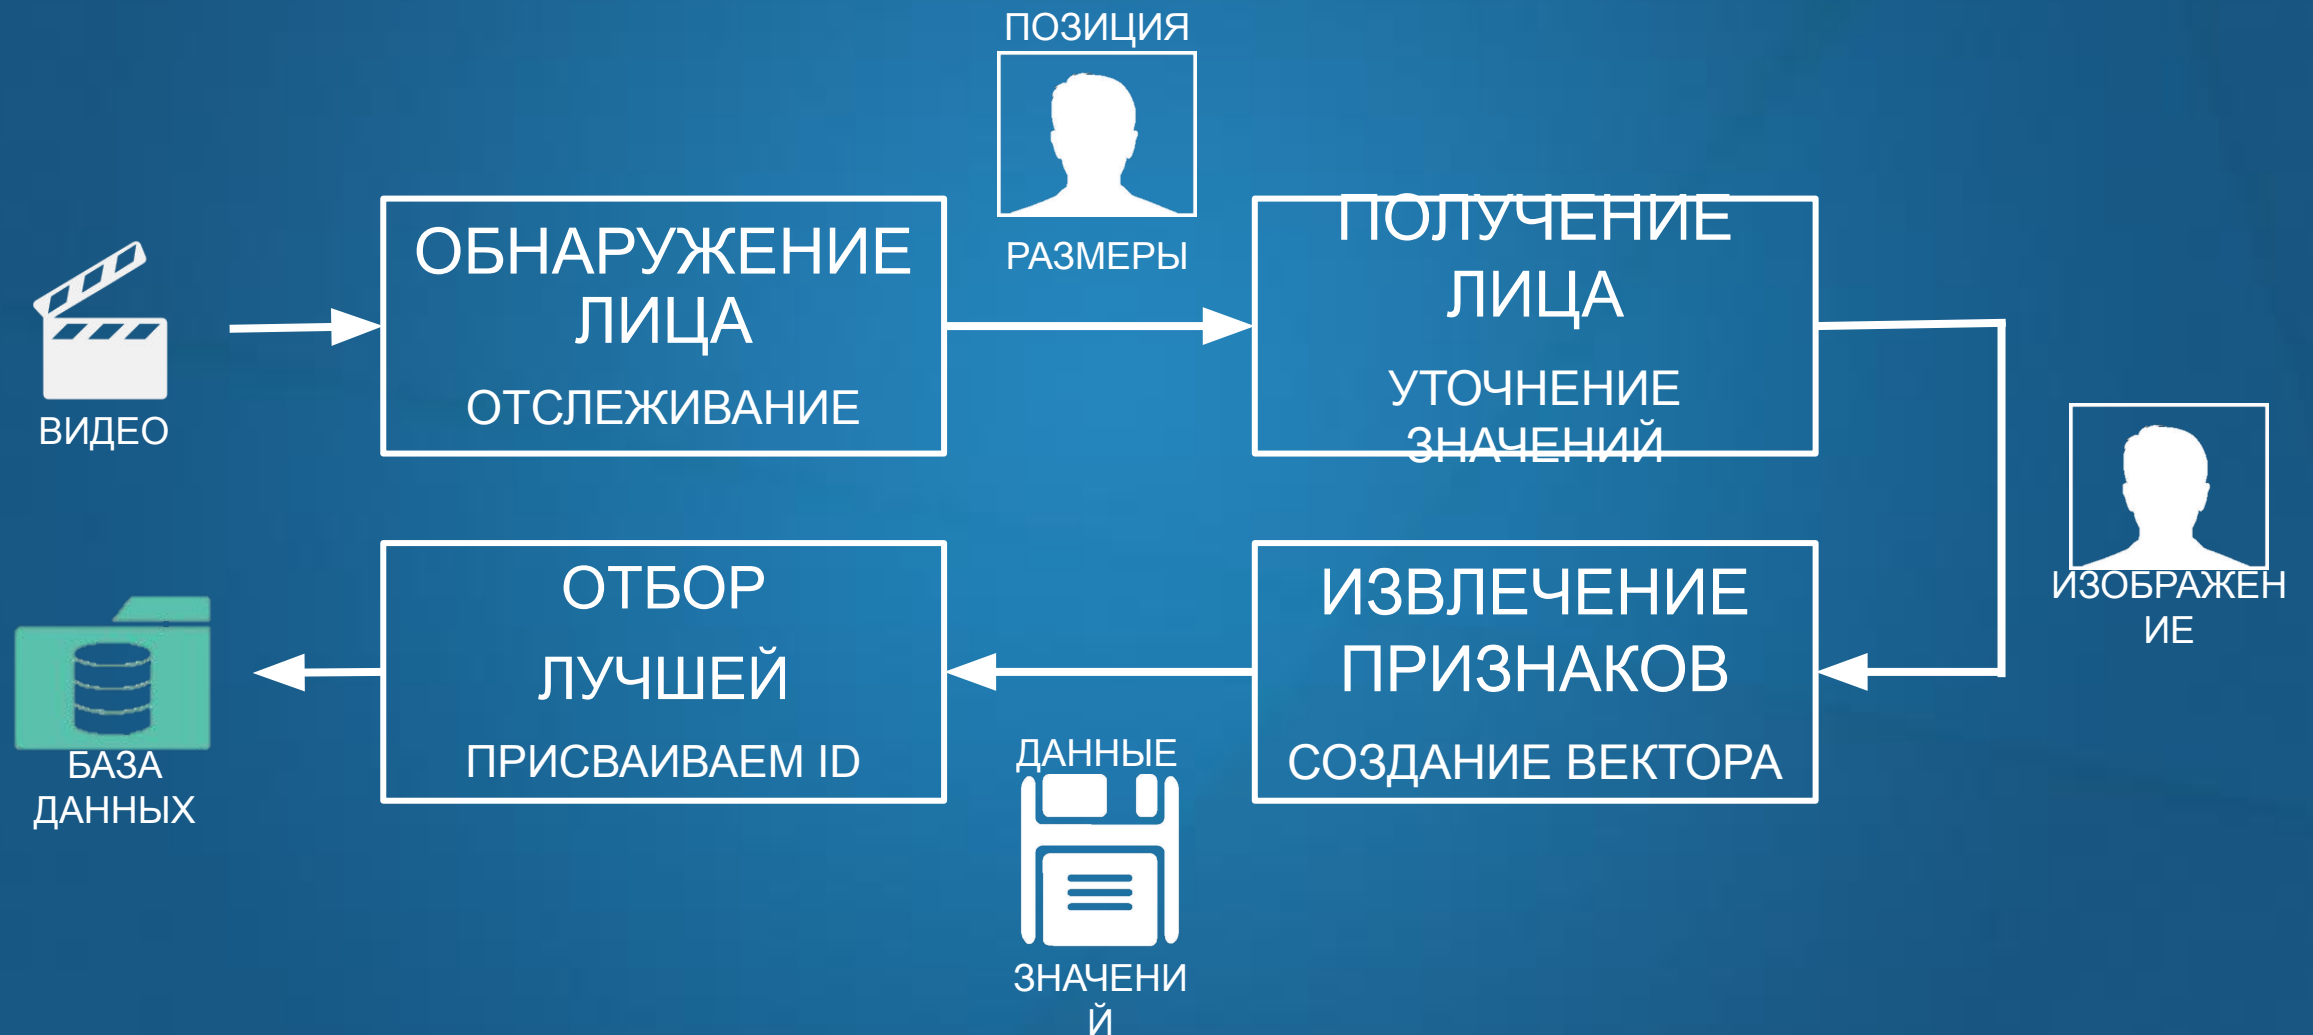 ПОЗИЦИЯ
РАЗМЕРЫ
ВИДЕО
ОБНАРУЖЕНИЕ
ЛИЦА
ОТСЛЕЖИВАНИЕ
ПОЛУЧЕНИЕ
ЛИЦА
УТОЧНЕНИЕ
ЗНАЧЕНИЙ
ИЗОБРАЖЕН
ИЕ
ИЗВЛЕЧЕНИЕ
ПРИЗНАКОВ
СОЗДАНИЕ ВЕКТОРА
ДАННЫЕ
ЗНАЧЕНИ
Й
ОТБОР
ЛУЧШЕЙ
ПРИСВАИВАЕМ ID
БАЗА
ДАННЫХ